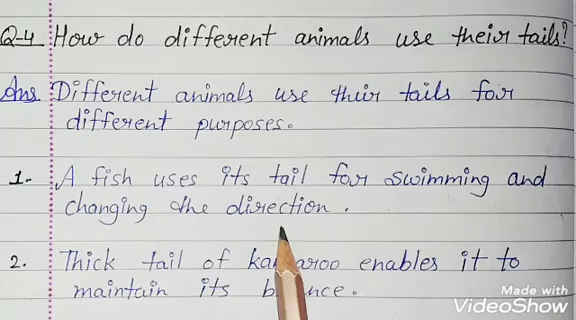 Q-4 How do different animals use their tails?
Ans Different animals use their tails for
different purposes.
1. A fish uses its tail for swimming and
changing the direction.
2. Thick tail of kangaroo enables it to
maintain its balance.
Made with
VideoShow